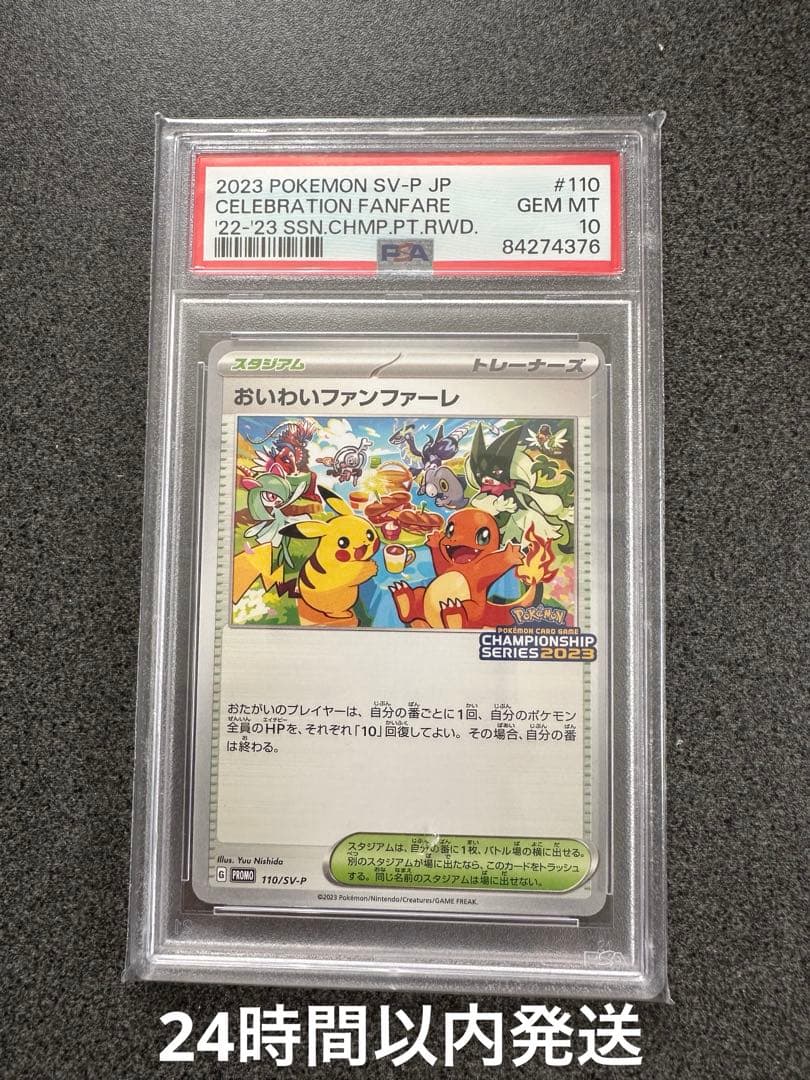 2023 POKEMON SV-P JP #110
CELEBRATION FANFARE GEM MT
'22-'23 SSN.CHMP.PT.RWD. 10
PSA 84274376
スタジアム トレーナーズ
おいわいファンファーレ
POKÉMON
POKÉMON CARD GAME
CHAMPIONSHIP
SERIES 2023
おたがいのプレイヤーは、自分の番ごとに1回、自分のポケモン
全員のHPを、それぞれ「10」回復してよい。その場合、自分の番
は終わる。
スタジアムは、自分の番に1枚、バトル場の横に出せる。
別のスタジアムが場に出たなら、このカードをトラッシュ
する。同じ名前のスタジアムは場に出せない。
Illus. Yuu Nishida
G PROMO 110/SV-P
©2023 Pokémon/Nintendo/Creatures/GAME FREAK.
24時間以内発送